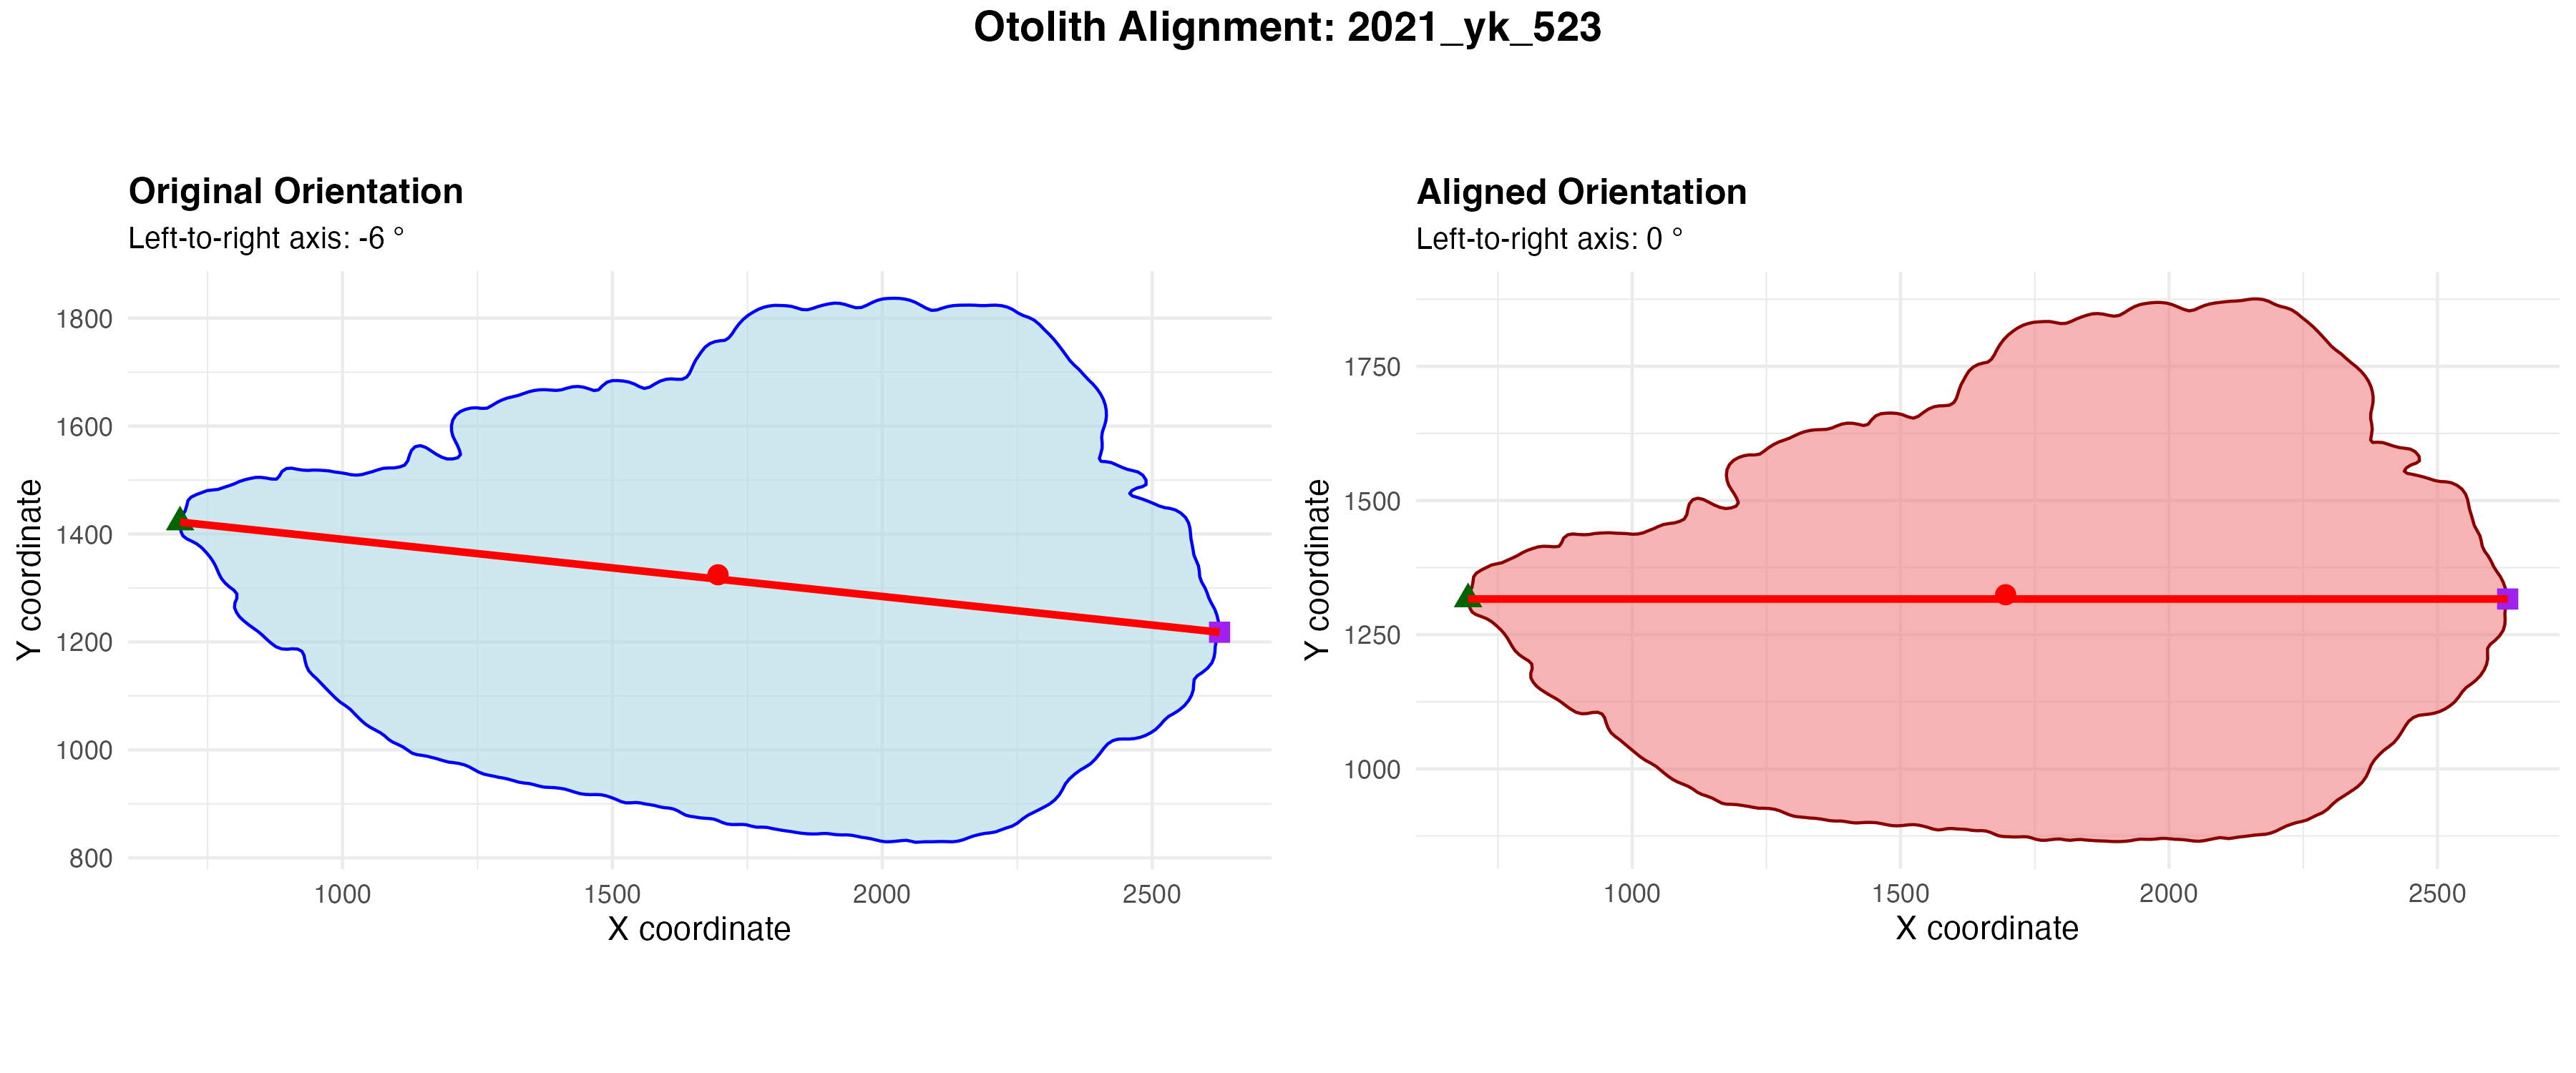 Otolith Alignment: 2021_yk_523
Original Orientation
Left-to-right axis: -6 °
1800
1600
1400
1200
1000
800
Y coordinate
1000
1500
2000
2500
X coordinate
Aligned Orientation
Left-to-right axis: 0 °
1750
1500
1250
1000
Y coordinate
1000
1500
2000
2500
X coordinate